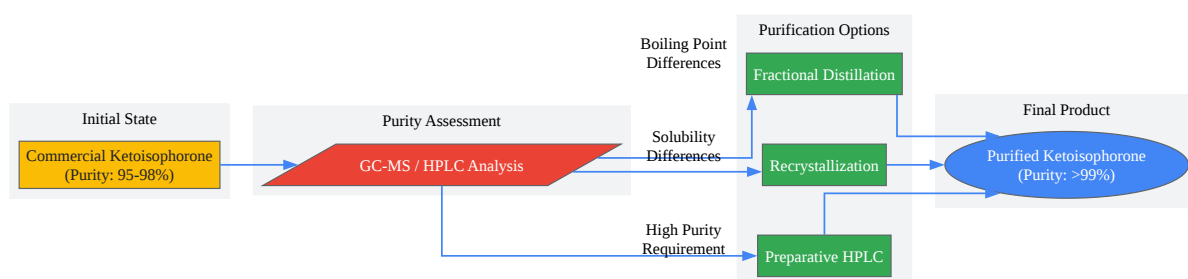 Initial State
Commercial Ketoisophorone
(Purity: 95-98%)
Purity Assessment
GC-MS / HPLC Analysis
Boiling Point
Differences
Solubility
Differences
High Purity
Requirement
Purification Options
Fractional Distillation
Recrystallization
Preparative HPLC
Final Product
Purified Ketoisophorone
(Purity: >99%)